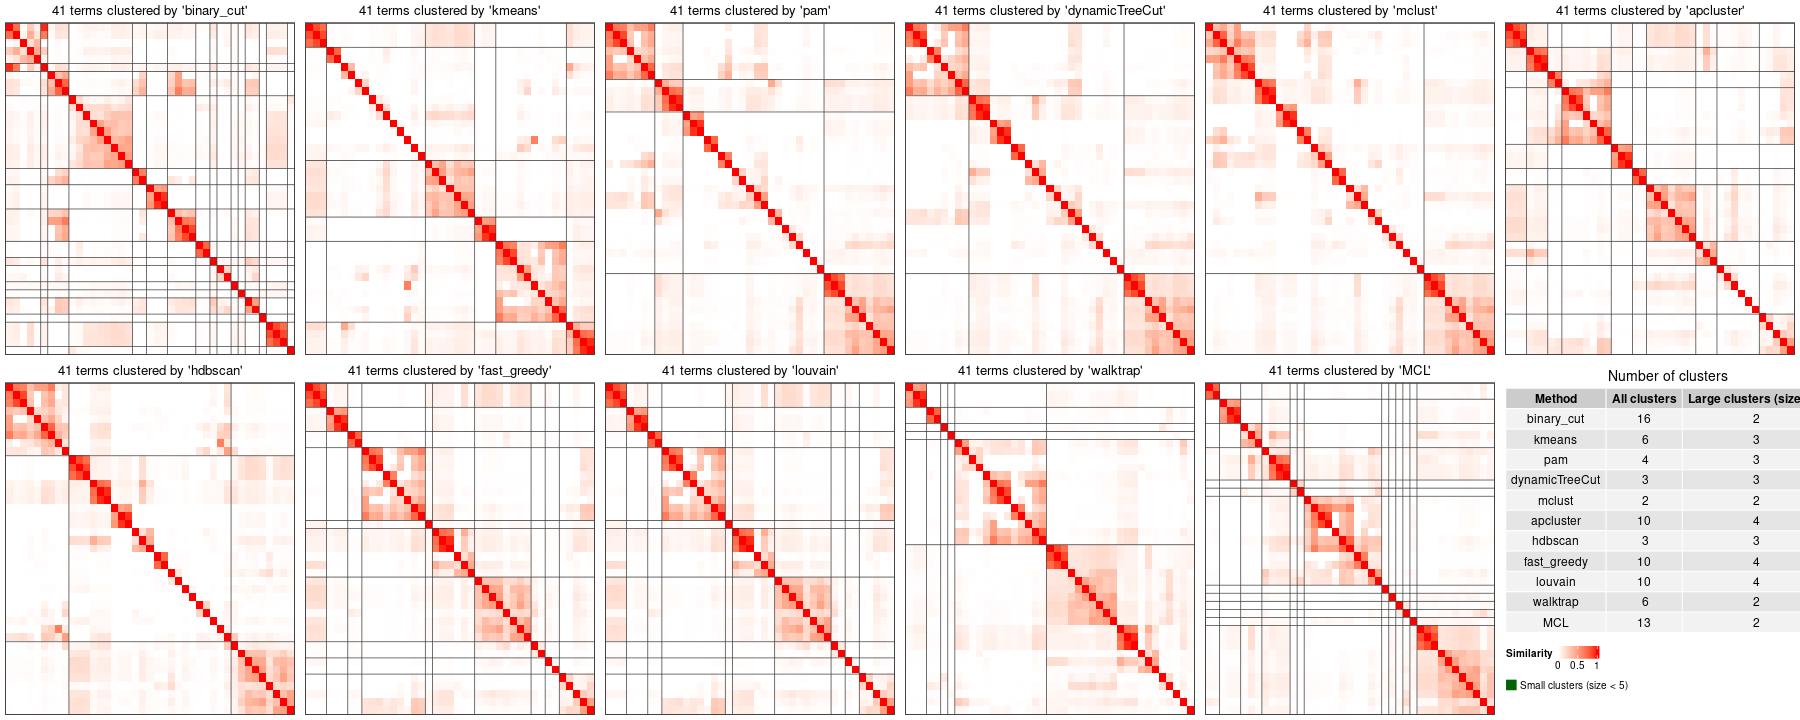 41 terms clustered by 'binary_cut'
41 terms clustered by 'kmeans'
41 terms clustered by 'pam'
41 terms clustered by 'dynamicTreeCut'
41 terms clustered by 'mclust'
41 terms clustered by 'apcluster'
41 terms clustered by 'hdbscan'
41 terms clustered by 'fast_greedy'
41 terms clustered by 'louvain'
41 terms clustered by 'walktrap'
41 terms clustered by 'MCL'
Number of clusters
Method All clusters Large clusters (size
binary_cut 16 2
kmeans 6 3
pam 4 3
dynamicTreeCut 3 3
mclust 2 2
apcluster 10 4
hdbscan 3 3
fast_greedy 10 4
louvain 10 4
walktrap 6 2
MCL 13 2
Similarity
0 0.5 1
Small clusters (size < 5)